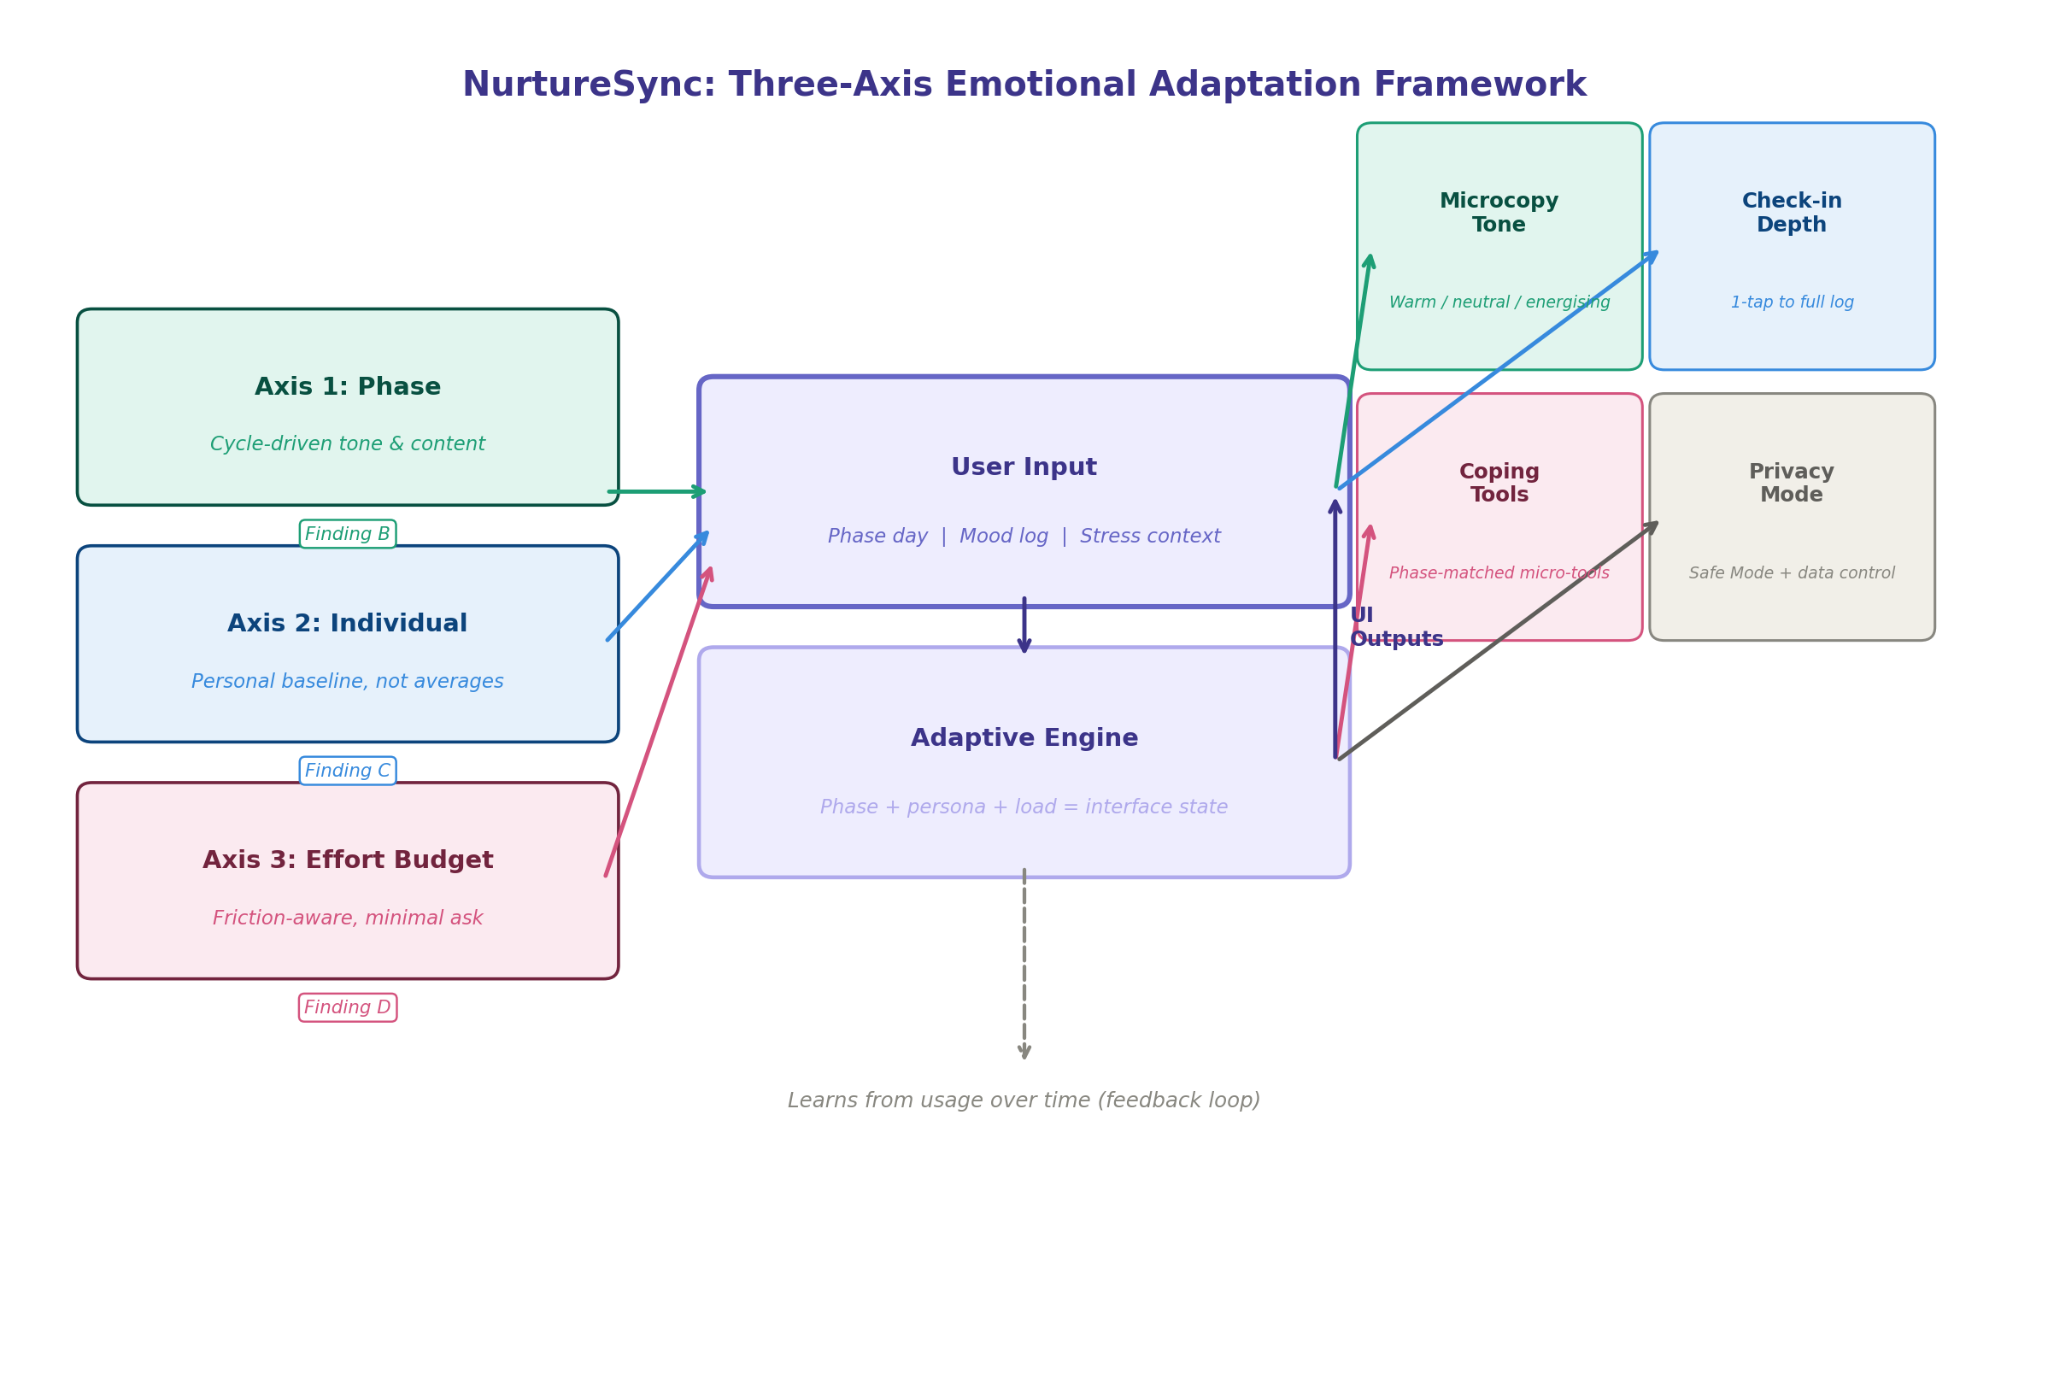 NurtureSync: Three-Axis Emotional Adaptation Framework
Axis 1: Phase
Cycle-driven tone & content
Finding B
Axis 2: Individual
Personal baseline, not averages
Finding C
Axis 3: Effort Budget
Friction-aware, minimal ask
Finding D
User Input
Phase day | Mood log | Stress context
Adaptive Engine
Phase + persona + load = interface state
Learns from usage over time (feedback loop)
UI
Outputs
Microcopy
Tone
Warm / neutral / energising
Check-in
Depth
1-tap to full log
Coping
Tools
Phase-matched micro-tools
Privacy
Mode
Safe Mode + data control